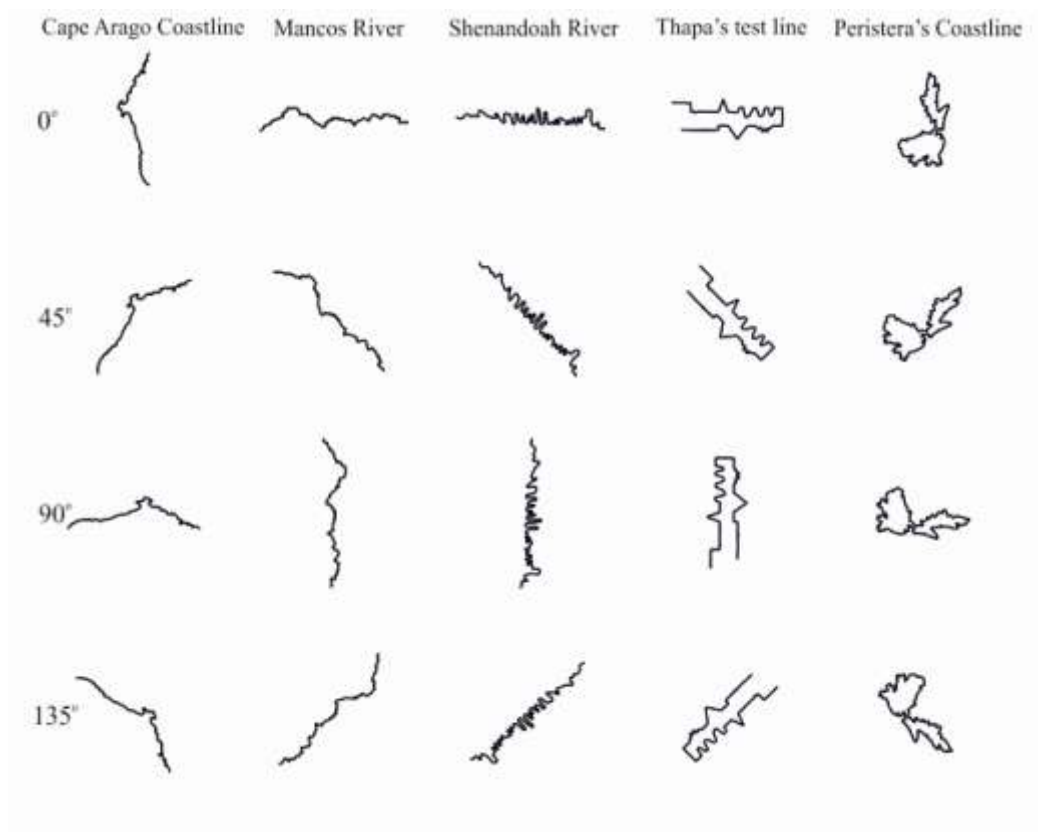 Cape Arago Coastline Mancos River Shenandoah River Thapa's test line Peristera's Coastline
0°
45°
90°
135°